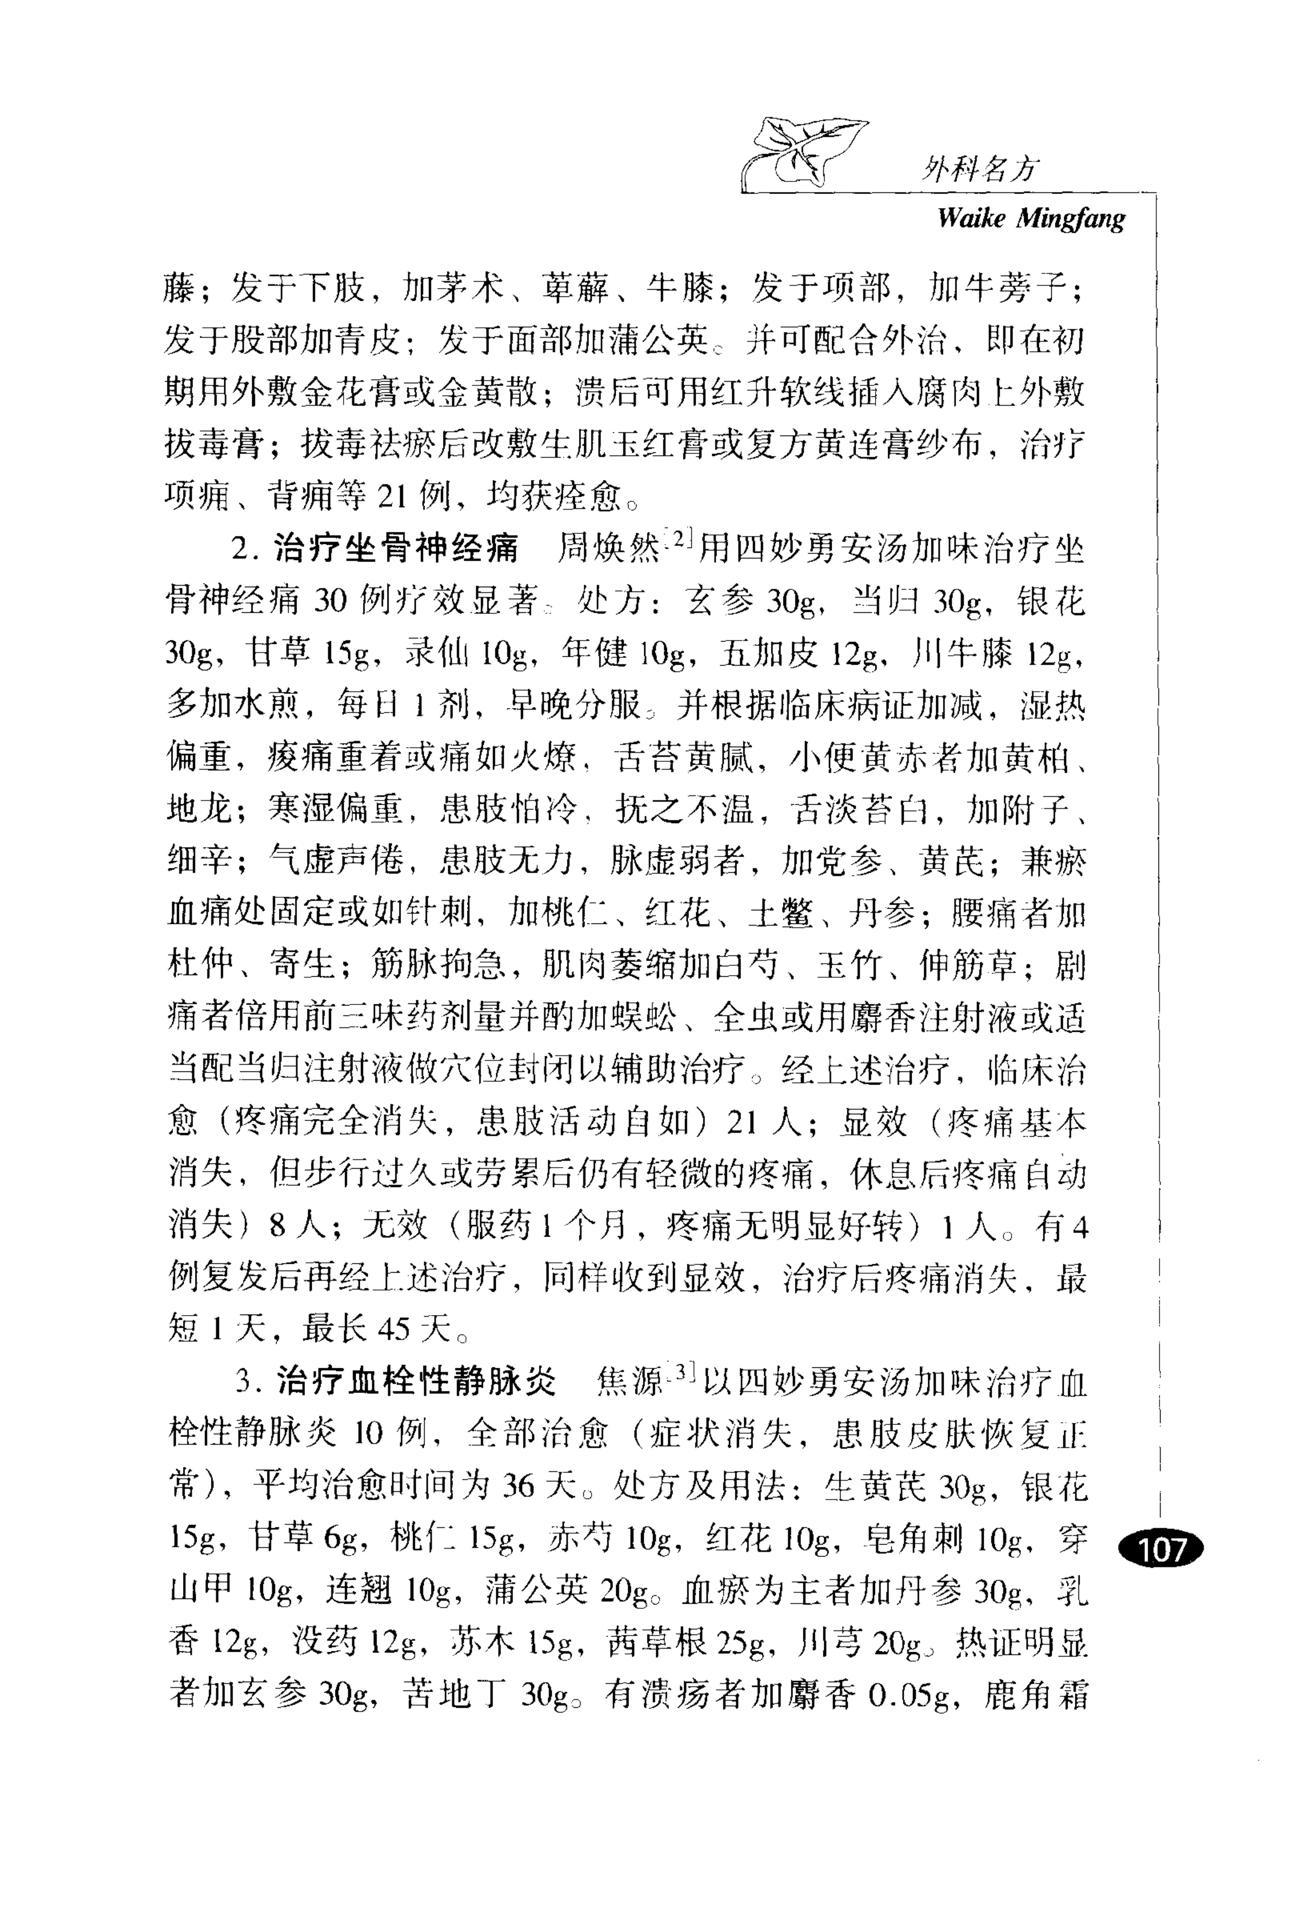 外科名方
Waike Mingfang
藤；发于下肢，加茅术、萆薢、牛膝；发于项部，加牛蒡子；
发于股部加青皮；发于面部加蒲公英。并可配合外治，即在初
期用外敷金花膏或金黄散；溃后可用红升软线插入腐肉上外敷
拔毒膏；拔毒祛瘀后改敷生肌玉红膏或复方黄连膏纱布，治疗
项痈、背痈等 21 例，均获痊愈。
2. 治疗坐骨神经痛　周焕然[2]用四妙勇安汤加味治疗坐
骨神经痛 30 例疗效显著。处方：玄参 30g，当归 30g，银花
30g，甘草 15g，录仙 10g，年健 10g，五加皮 12g，川牛膝 12g，
多加水煎，每日 1 剂，早晚分服。并根据临床病证加减，湿热
偏重，痠痛重着或痛如火燎，舌苔黄腻，小便黄赤者加黄柏、
地龙；寒湿偏重，患肢怕冷，抚之不温，舌淡苔白，加附子、
细辛；气虚声倦，患肢无力，脉虚弱者，加党参、黄芪；兼瘀
血痛处固定或如针刺，加桃仁、红花、土鳖、丹参；腰痛者加
杜仲、寄生；筋脉拘急，肌肉萎缩加白芍、玉竹、伸筋草；剧
痛者倍用前三味药剂量并酌加蜈蚣、全虫或用麝香注射液或适
当配当归注射液做穴位封闭以辅助治疗。经上述治疗，临床治
愈（疼痛完全消失，患肢活动自如）21 人；显效（疼痛基本
消失，但步行过久或劳累后仍有轻微的疼痛，休息后疼痛自动
消失）8 人；无效（服药 1 个月，疼痛无明显好转）1 人。有 4
例复发后再经上述治疗，同样收到显效，治疗后疼痛消失，最
短 1 天，最长 45 天。
3. 治疗血栓性静脉炎　焦源[3]以四妙勇安汤加味治疗血
栓性静脉炎 10 例，全部治愈（症状消失，患肢皮肤恢复正
常），平均治愈时间为 36 天。处方及用法：生黄芪 30g，银花
15g，甘草 6g，桃仁 15g，赤芍 10g，红花 10g，皂角刺 10g，穿
山甲 10g，连翘 10g，蒲公英 20g。血瘀为主者加丹参 30g，乳
香 12g，没药 12g，苏木 15g，茜草根 25g，川芎 20g。热证明显
者加玄参 30g，苦地丁 30g。有溃疡者加麝香 0.05g，鹿角霜
107